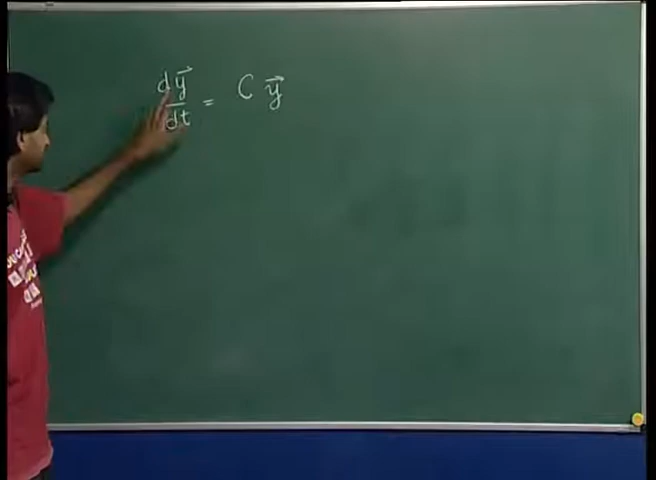 dy⃗/dt = C y⃗